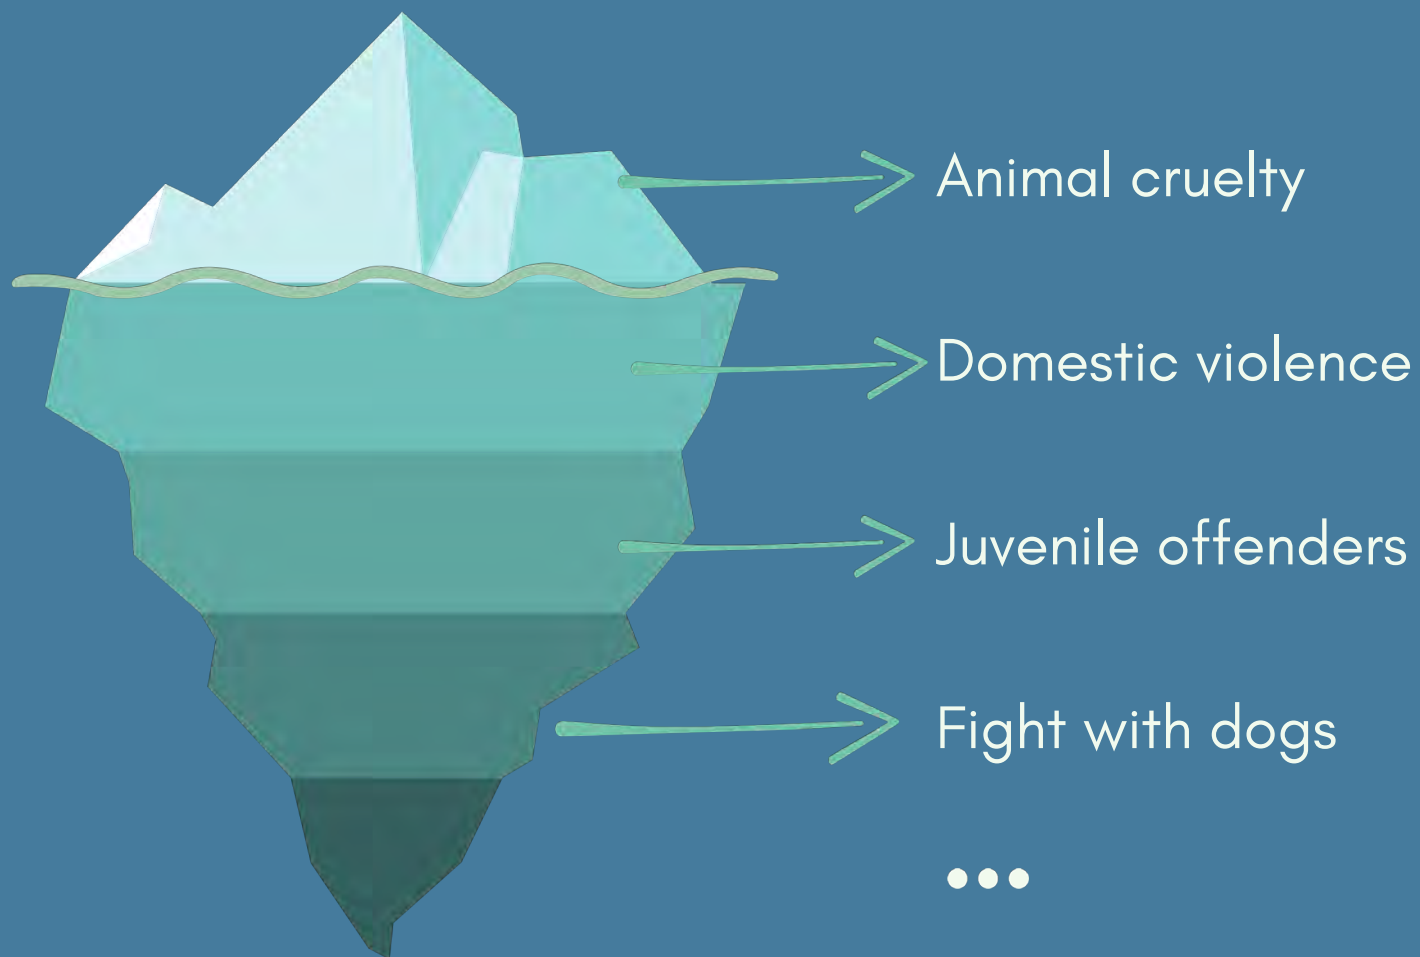 Animal cruelty
Domestic violence
Juvenile offenders
Fight with dogs
•••